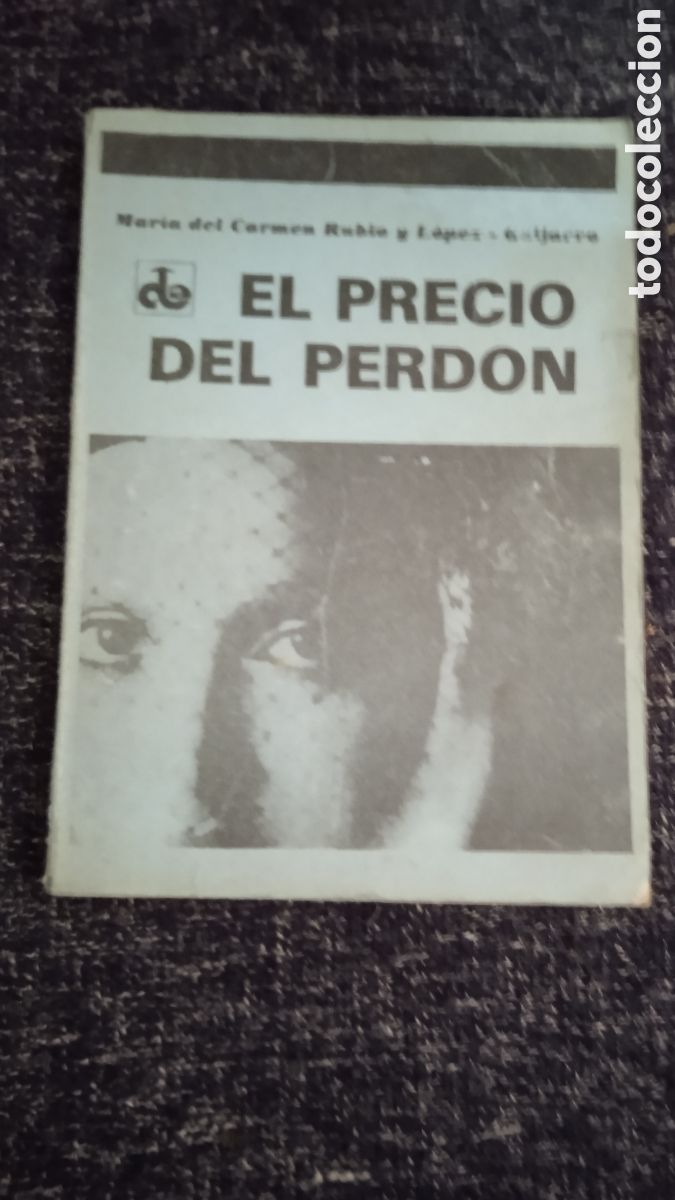 María del Carmen Rubio y López
EL PRECIO
DEL PERDON
todocoleccion